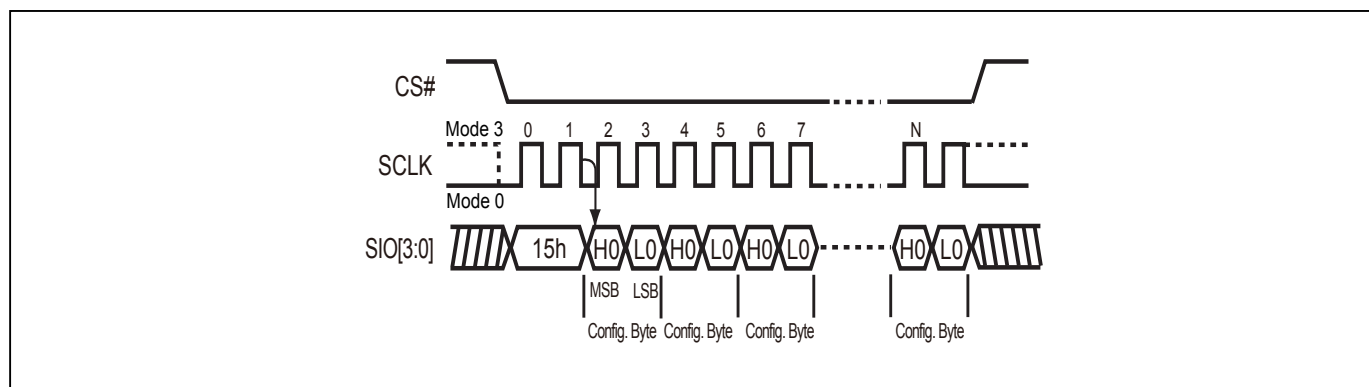 CS#
Mode 3 0 1 2 3 4 5 6 7 N
SCLK
Mode 0
SIO[3:0] 15h H0 L0 H0 L0 H0 L0 H0 L0
MSB LSB
Config. Byte Config. Byte Config. Byte Config. Byte